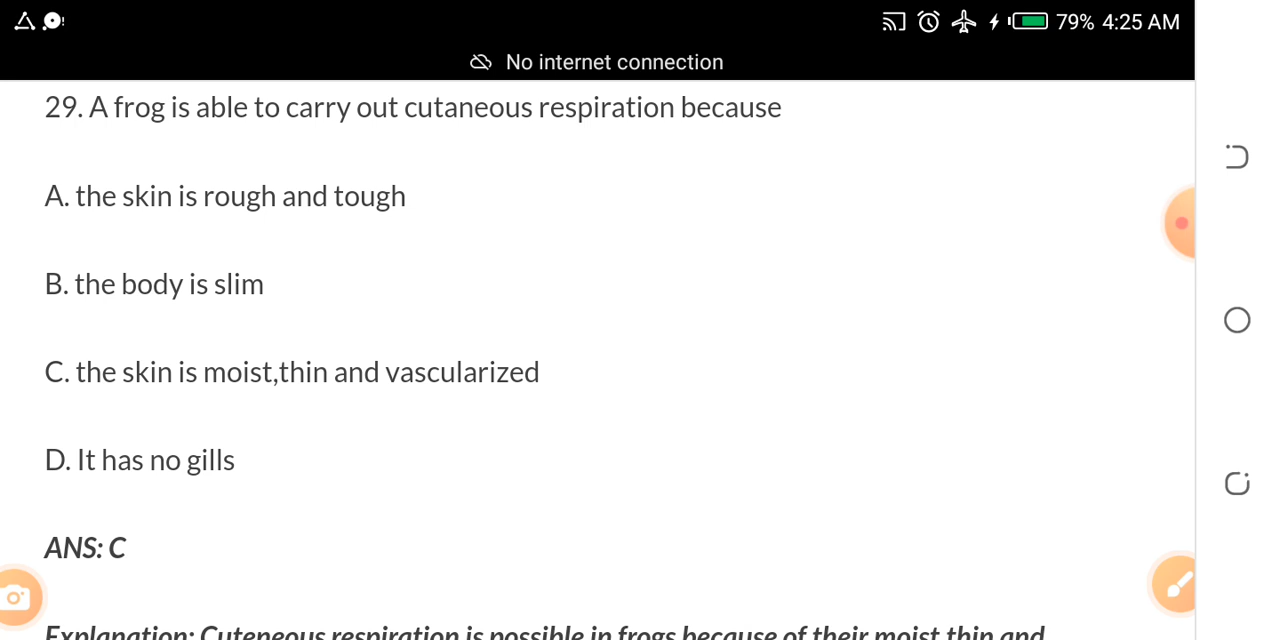 79% 4:25 AM
No internet connection
29. A frog is able to carry out cutaneous respiration because
A. the skin is rough and tough
B. the body is slim
C. the skin is moist,thin and vascularized
D. It has no gills
ANS: C
Explanation: Cuteneous respiration is possible in frogs because of their moist,thin and